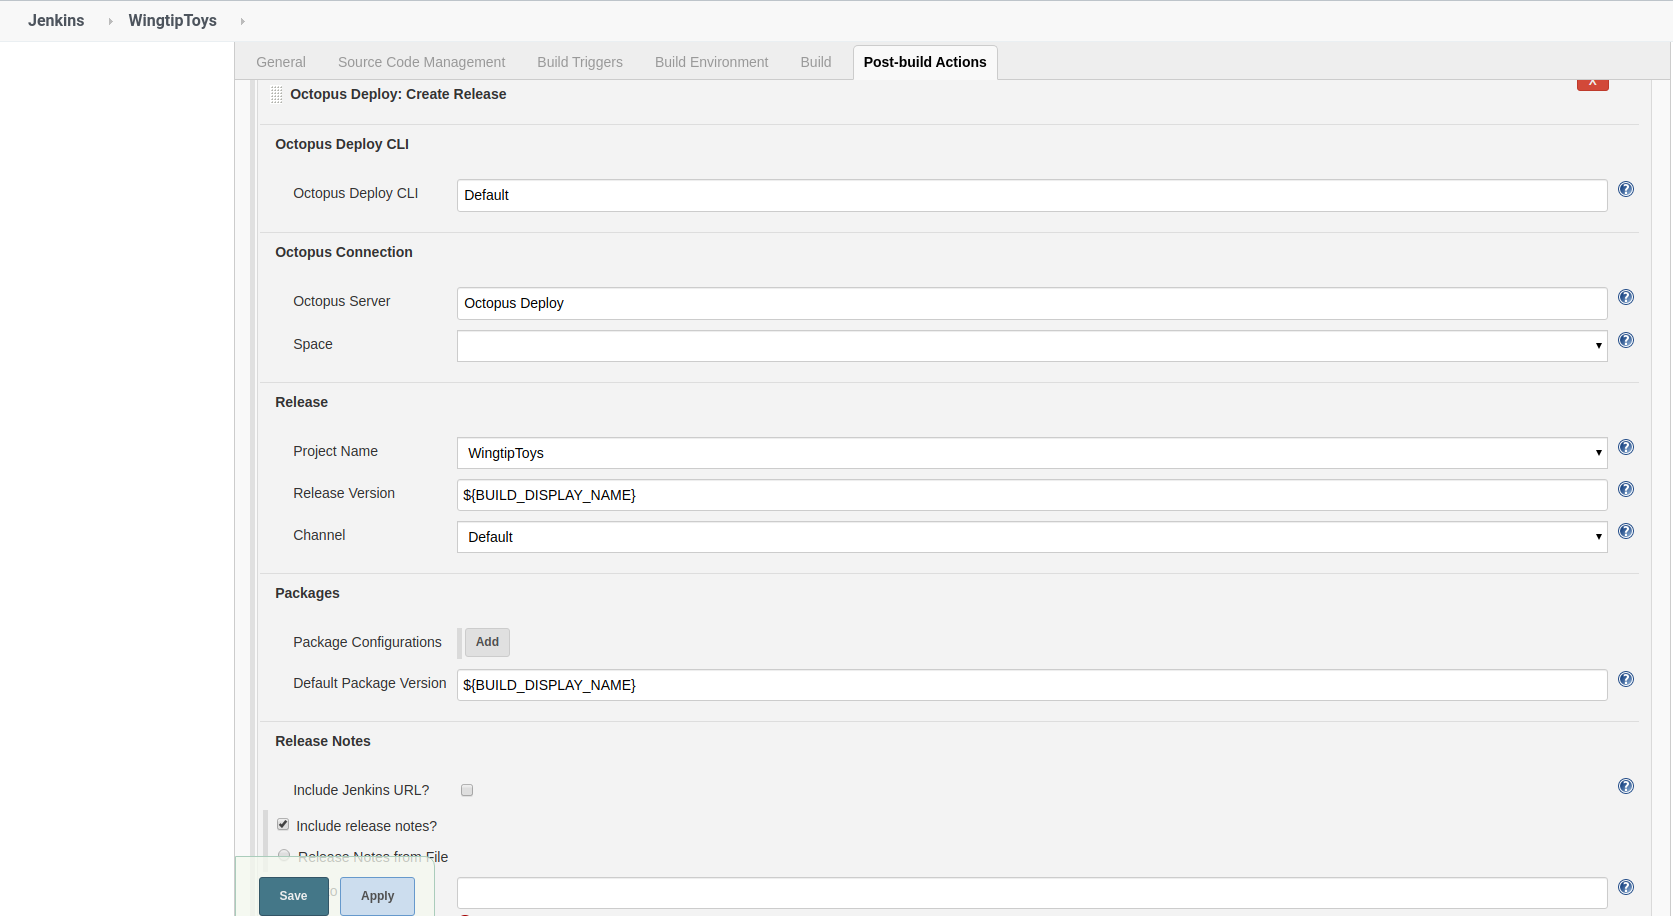 Jenkins WingtipToys
General Source Code Management Build Triggers Build Environment Build Post-build Actions
Octopus Deploy: Create Release X
Octopus Deploy CLI
Octopus Deploy CLI Default
Octopus Connection
Octopus Server Octopus Deploy
Space
Release
Project Name WingtipToys
Release Version ${BUILD_DISPLAY_NAME}
Channel Default
Packages
Package Configurations Add
Default Package Version ${BUILD_DISPLAY_NAME}
Release Notes
Include Jenkins URL?
Include release notes?
Release Notes from File
Save Apply